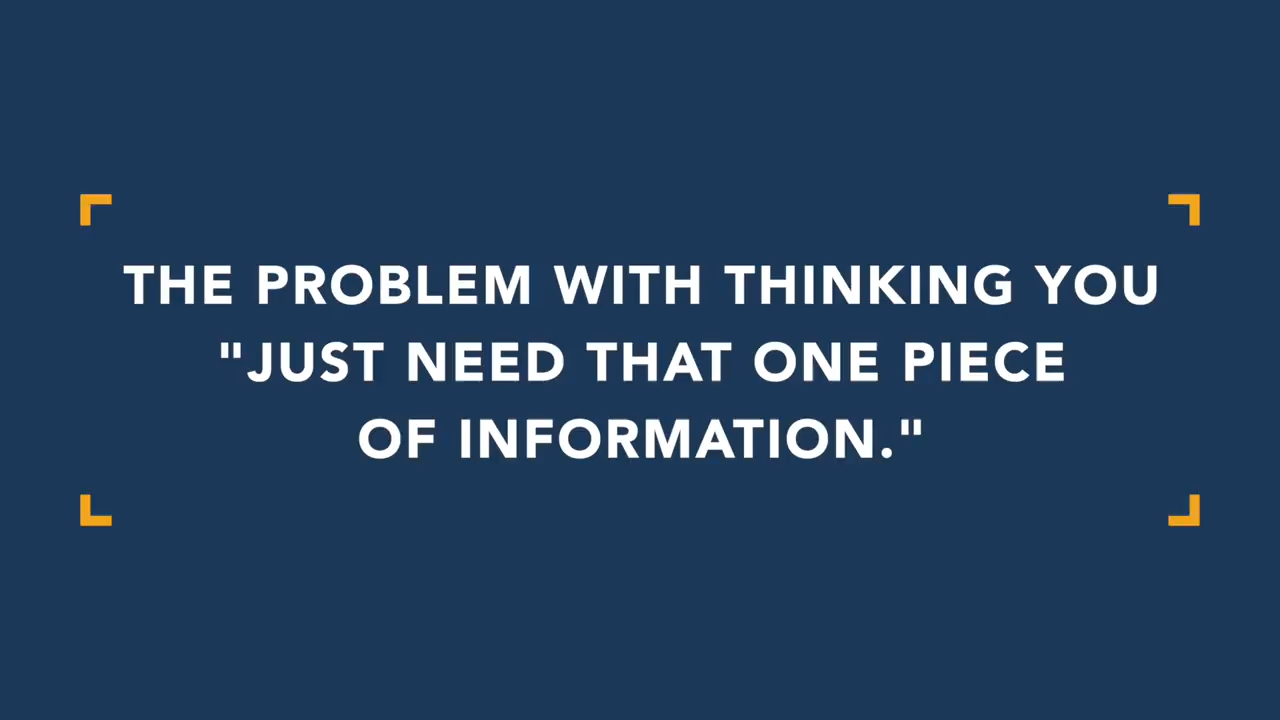 THE PROBLEM WITH THINKING YOU
"JUST NEED THAT ONE PIECE
OF INFORMATION."